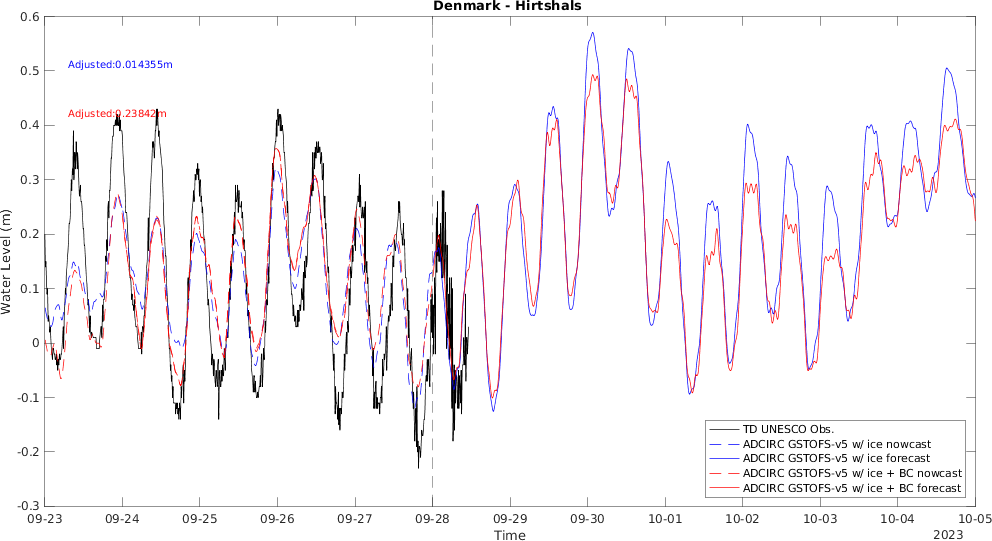 Denmark - Hirtshals
0.6
0.5
0.4
0.3
0.2
0.1
0
-0.1
-0.2
-0.3
Water Level (m)
Adjusted:0.014355m
Adjusted:0.23842m
TD UNESCO Obs.
ADCIRC GSTOFS-v5 w/ ice nowcast
ADCIRC GSTOFS-v5 w/ ice forecast
ADCIRC GSTOFS-v5 w/ ice + BC nowcast
ADCIRC GSTOFS-v5 w/ ice + BC forecast
09-23 09-24 09-25 09-26 09-27 09-28 09-29 09-30 10-01 10-02 10-03 10-04 10-05
Time
2023